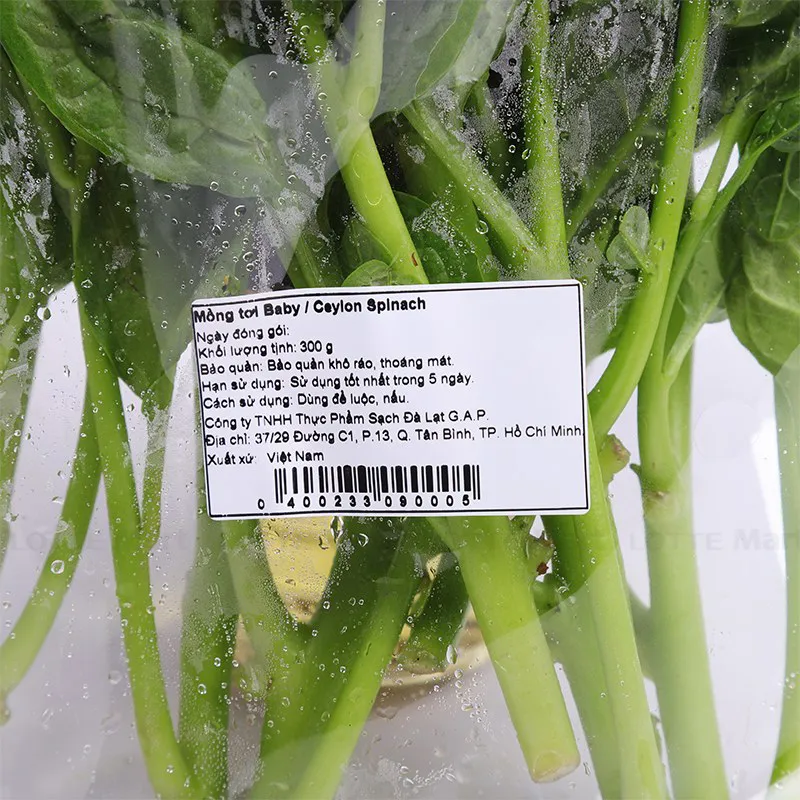 Mồng tơi Baby / Ceylon Spinach
Ngày đóng gói:
Khối lượng tịnh: 300 g
Bảo quản: Bảo quản khô ráo, thoáng mát.
Hạn sử dụng: Sử dụng tốt nhất trong 5 ngày.
Cách sử dụng: Dùng để luộc, nấu.
Công ty TNHH Thực Phẩm Sạch Đà Lạt G.A.P.
Địa chỉ: 37/29 Đường C1, P.13, Q. Tân Bình, TP. Hồ Chí Minh
Xuất xứ: Việt Nam
0 400233 090005
LOTTE Mart